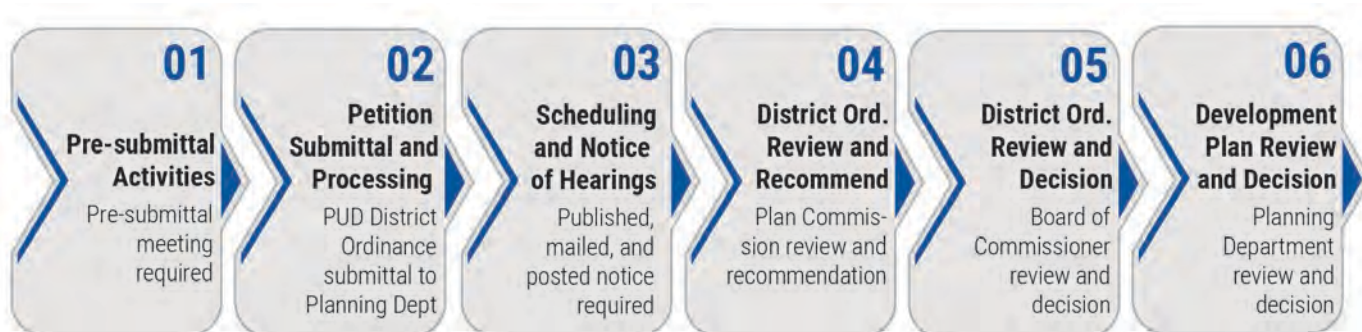 01
Pre-submittal
Activities
Pre-submittal
meeting
required
02
Petition
Submittal and
Processing
PUD District
Ordinance
submittal to
Planning Dept
03
Scheduling
and Notice
of Hearings
Published,
mailed, and
posted notice
required
04
District Ord.
Review and
Recommend
Plan Commis-
sion review and
recommendation
05
District Ord.
Review and
Decision
Board of
Commissioner
review and
decision
06
Development
Plan Review
and Decision
Planning
Department
review and
decision